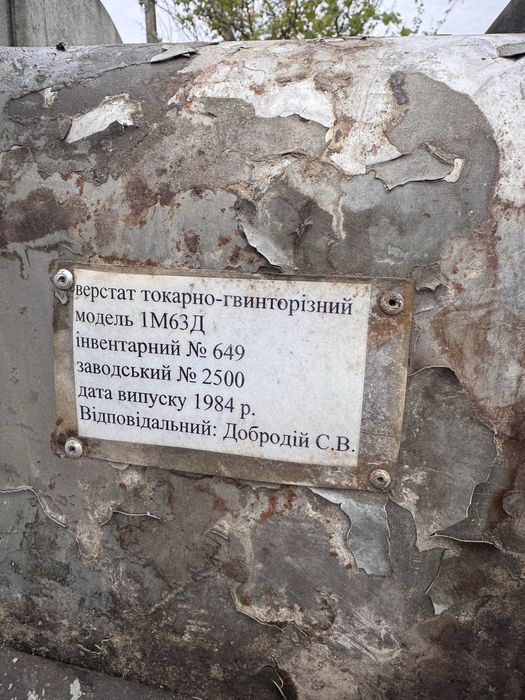 верстат токарно-гвинторізний
модель 1М63Д
інвентарний № 649
заводський № 2500
дата випуску 1984 р.
Відповідальний: Добродій С.В.